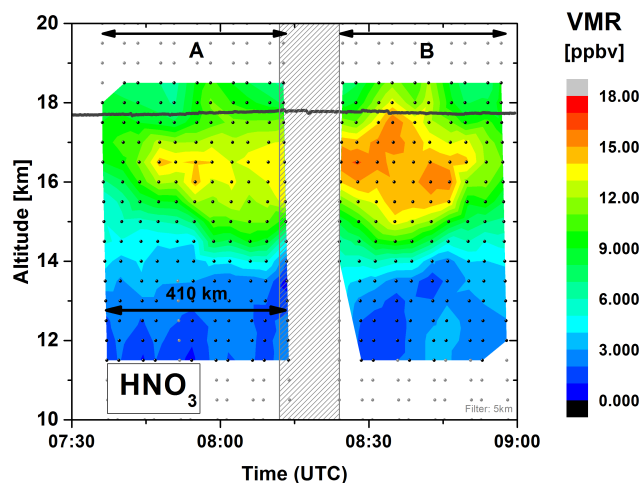 VMR
[ppbv]
20
18
16
14
12
10
Altitude [km]
A
B
410 km
HNO3
Filter: 5km
07:30
08:00
08:30
09:00
Time (UTC)
18.00
15.00
12.00
9.000
6.000
3.000
0.000